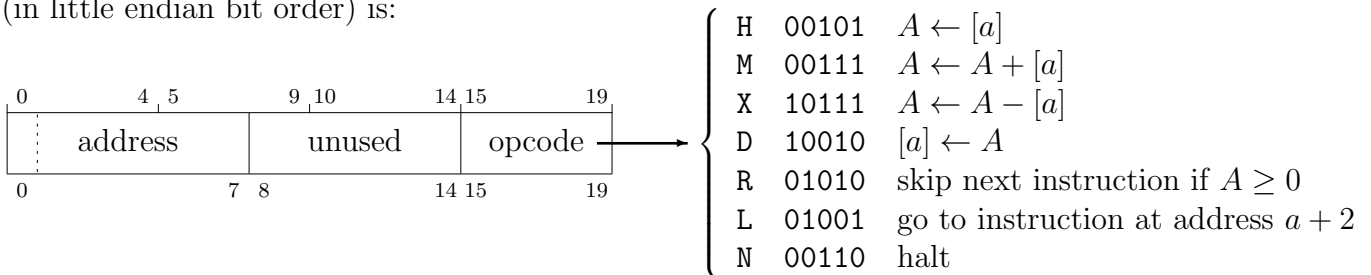 (in little endian bit order) is:
0 4 5 9 10 14 15 19
address unused opcode
0 7 8 14 15 19
H 00101 A ← [a]
M 00111 A ← A + [a]
X 10111 A ← A − [a]
D 10010 [a] ← A
R 01010 skip next instruction if A ≥ 0
L 01001 go to instruction at address a + 2
N 00110 halt